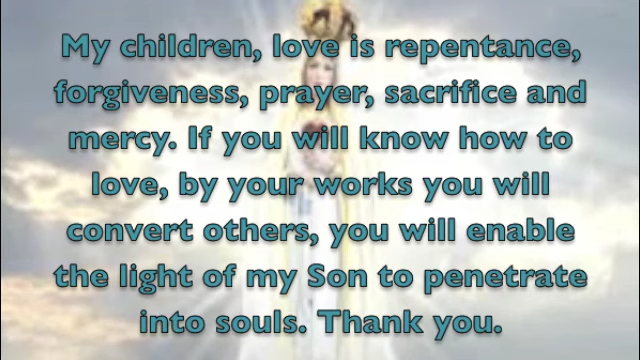 My children, love is repentance,
forgiveness, prayer, sacrifice and
mercy. If you will know how to
love, by your works you will
convert others, you will enable
the light of my Son to penetrate
into souls. Thank you.